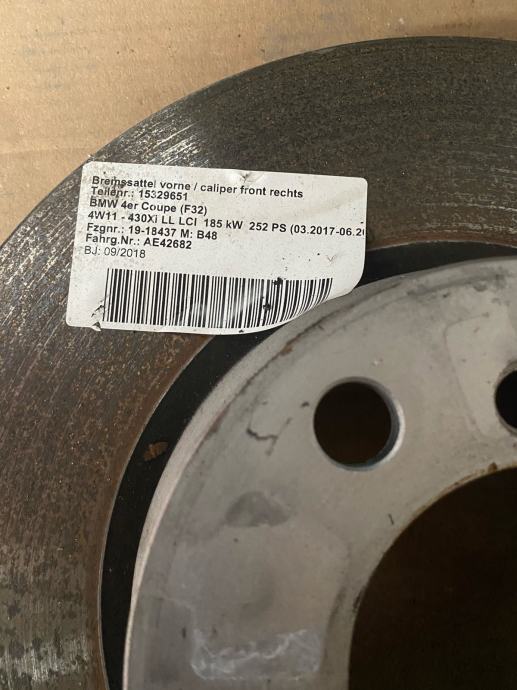 Bremssattel vorne / caliper front rechts
Teilenr.: 15329651
BMW 4er Coupe (F32)
4W11 - 430Xi LL LCI 185 kW 252 PS (03.2017-06.20
Fzgnr.: 19-18437 M: B48
Fahrg.Nr.: AE42682
BJ: 09/2018